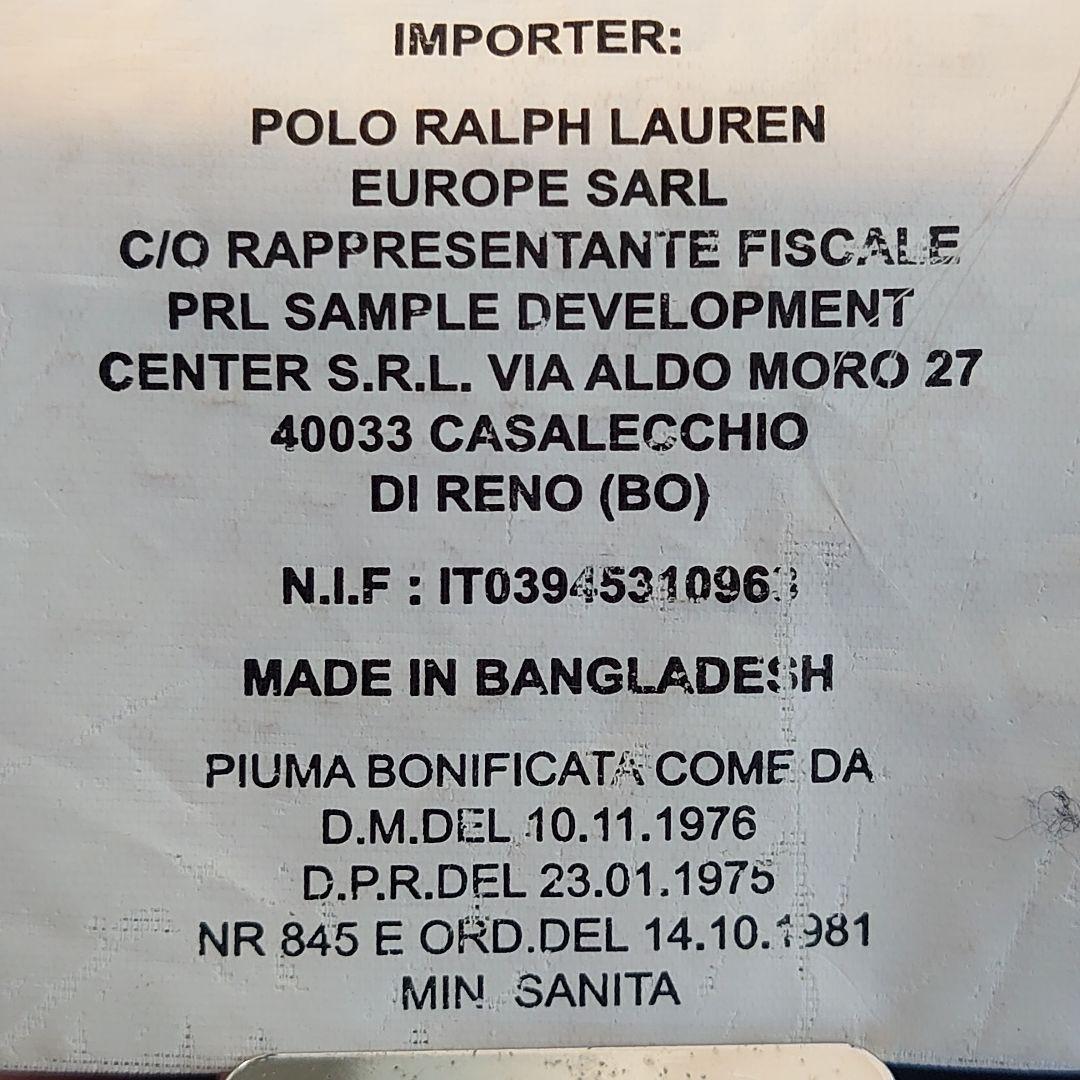 IMPORTER:
POLO RALPH LAUREN
EUROPE SARL
C/O RAPPRESENTANTE FISCALE
PRL SAMPLE DEVELOPMENT
CENTER S.R.L. VIA ALDO MORO 27
40033 CASALECCHIO
DI RENO (BO)
N.I.F : IT03945310963
MADE IN BANGLADESH
PIUMA BONIFICATA COME DA
D.M.DEL 10.11.1976
D.P.R.DEL 23.01.1975
NR 845 E ORD.DEL 14.10.1981
MIN SANITA